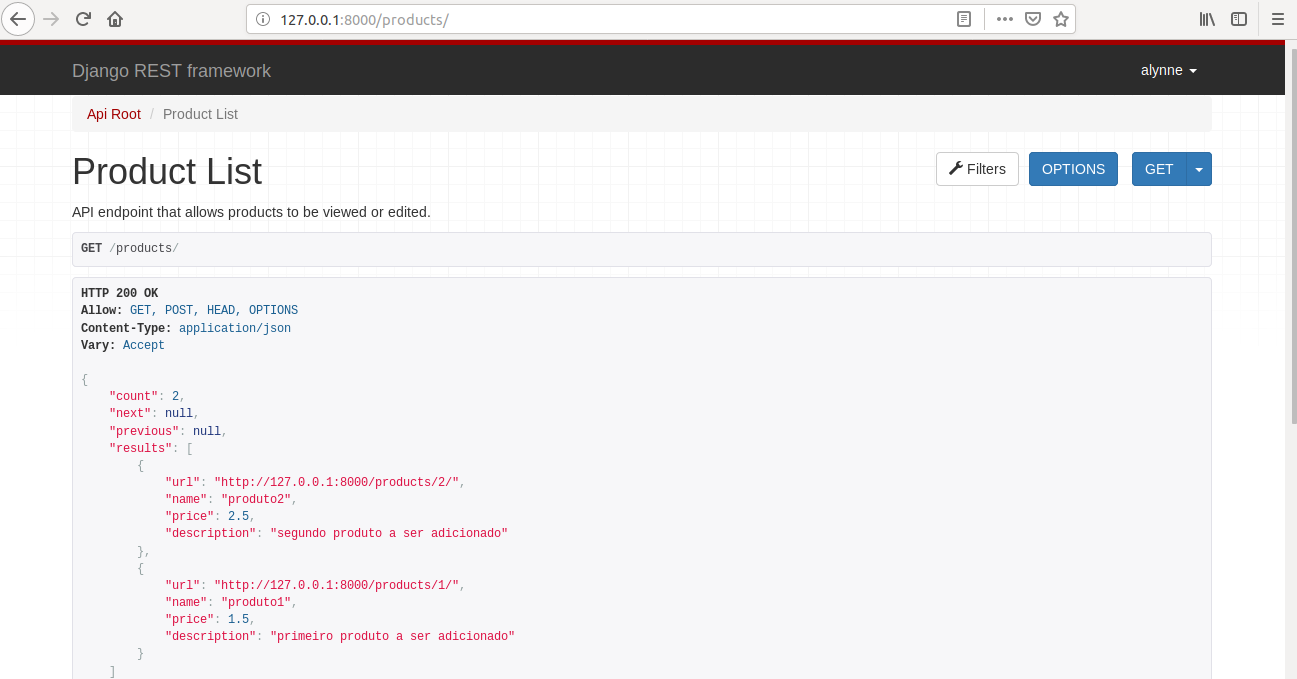 127.0.0.1:8000/products/
Django REST framework
alynne
Api Root / Product List
Product List
Filters
OPTIONS
GET
API endpoint that allows products to be viewed or edited.
GET /products/
HTTP 200 OK
Allow: GET, POST, HEAD, OPTIONS
Content-Type: application/json
Vary: Accept
{
"count": 2,
"next": null,
"previous": null,
"results": [
{
"url": "http://127.0.0.1:8000/products/2/",
"name": "produto2",
"price": 2.5,
"description": "segundo produto a ser adicionado"
},
{
"url": "http://127.0.0.1:8000/products/1/",
"name": "produto1",
"price": 1.5,
"description": "primeiro produto a ser adicionado"
}
]